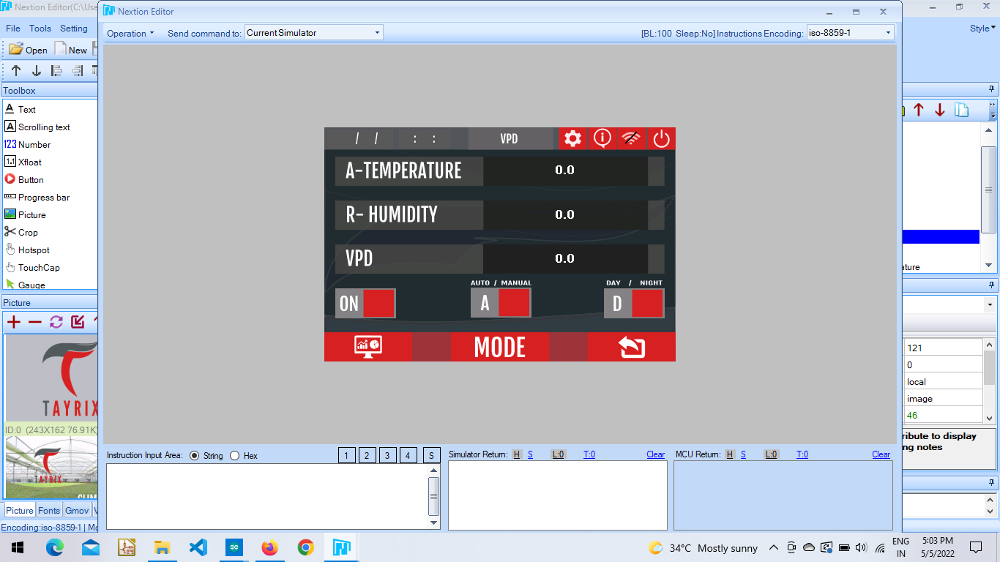 Nextion Editor(C:\Use
Nextion Editor
File Tools Setting
Style
Operation Send command to: Current Simulator
[BL:100 Sleep:No] Instructions Encoding: iso-8859-1
Open New
Toolbox
Text
Scrolling text
Number
Xfloat
Button
Progress bar
Picture
Crop
Hotspot
TouchCap
Gauge
/ / : : VPD
A-TEMPERATURE 0.0
R- HUMIDITY 0.0
VPD 0.0
AUTO / MANUAL
DAY / NIGHT
ON A D
MODE
ature
Picture
TAYRIX
ID:0 (243X162 76.91K)
TAYRIX
Picture Fonts Gmov V
Encoding:iso-8859-1 | Mo
121
0
local
image
46
ribute to display
ng notes
Instruction Input Area: String Hex 1 2 3 4 S
Simulator Return: H S L:0 T:0 Clear
MCU Return: H S L:0 T:0 Clear
34°C Mostly sunny
ENG
IN
5:03 PM
5/5/2022